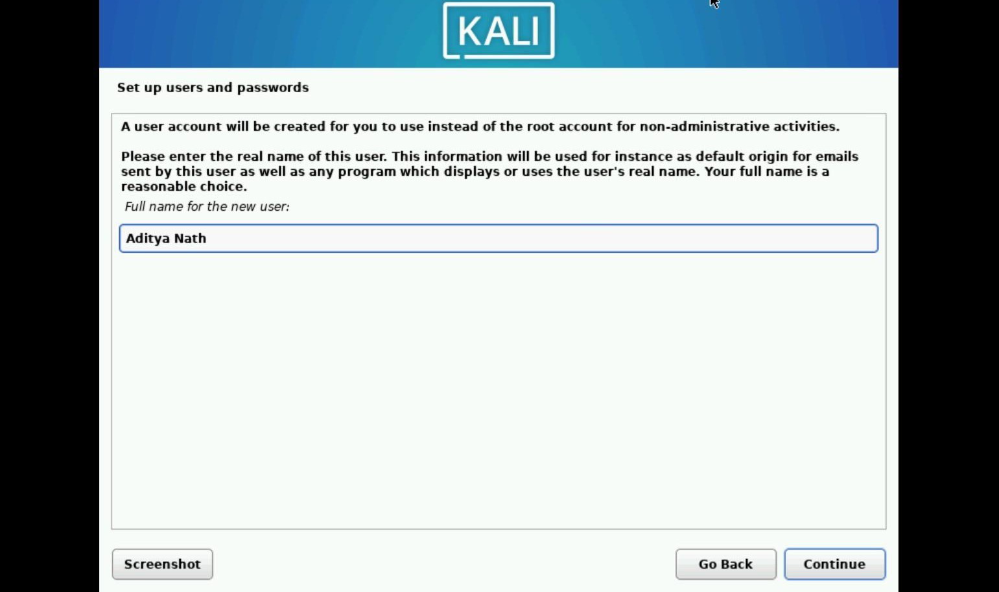 KALI
Set up users and passwords
A user account will be created for you to use instead of the root account for non-administrative activities.
Please enter the real name of this user. This information will be used for instance as default origin for emails
sent by this user as well as any program which displays or uses the user's real name. Your full name is a
reasonable choice.
Full name for the new user:
Aditya Nath
Screenshot
Go Back
Continue